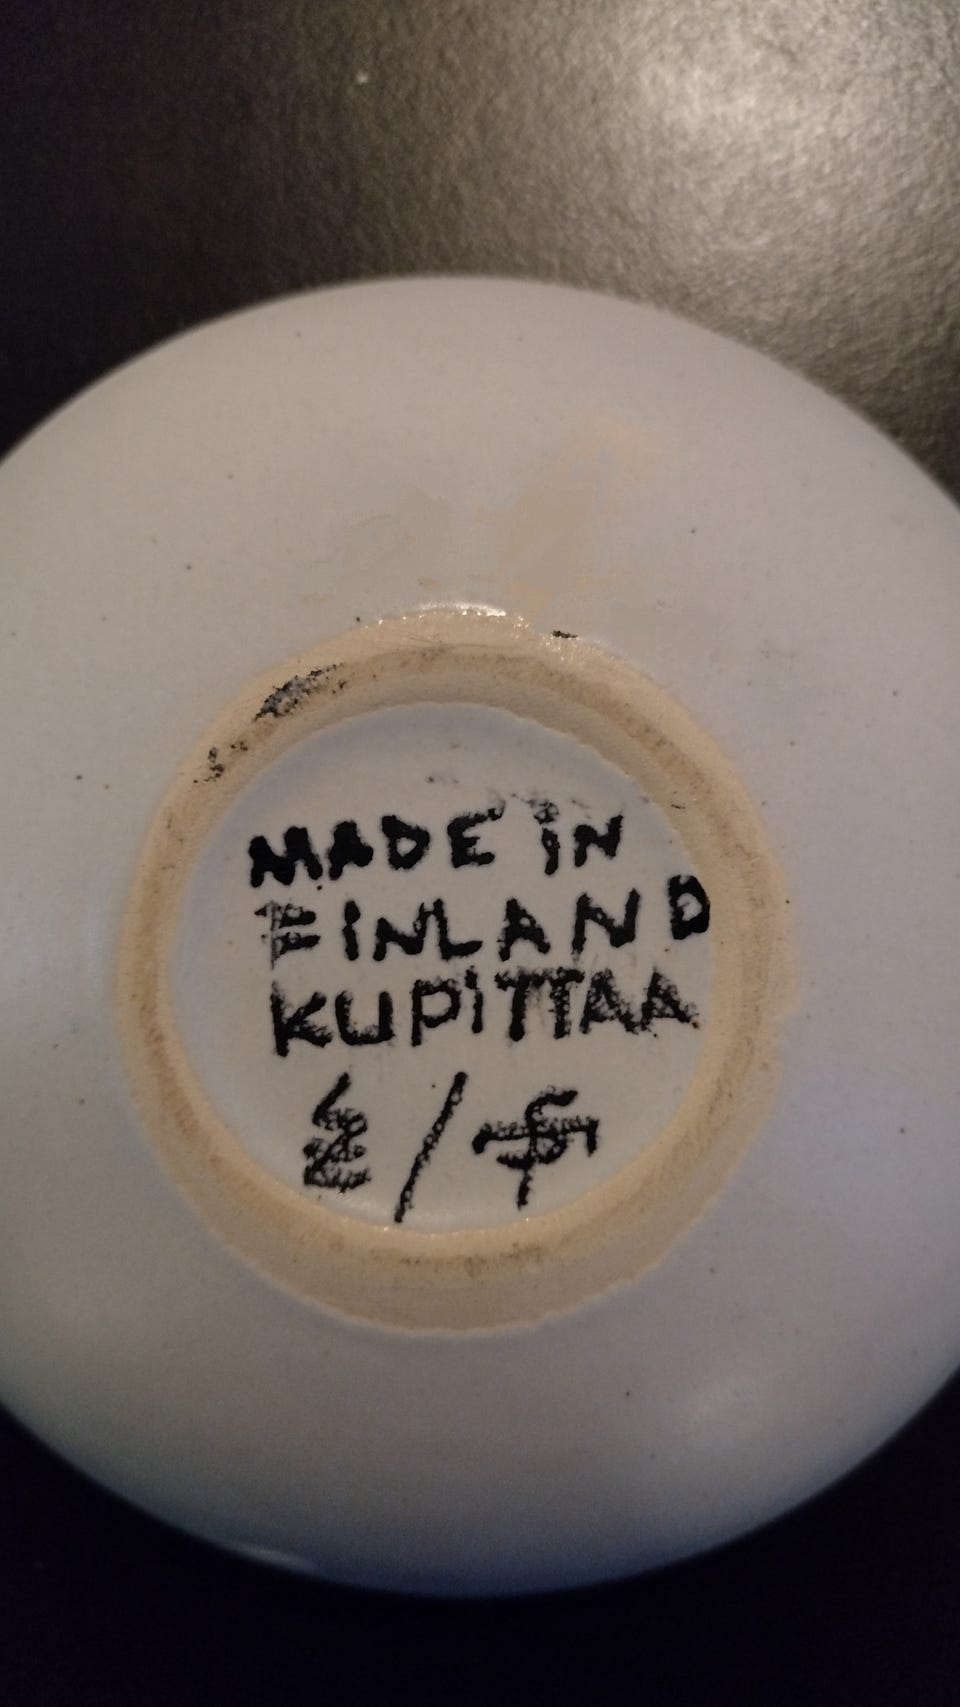 MADE iN
FiNLAND
KUPiTTAA
/